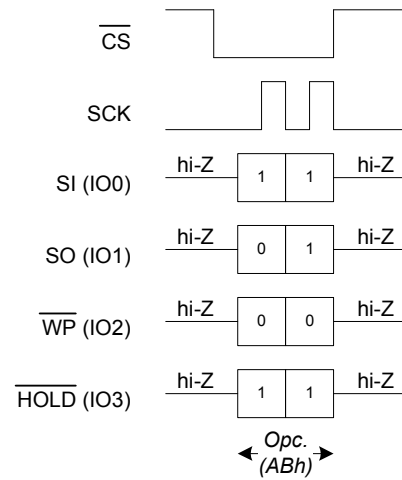 CS
SCK
hi-Z hi-Z
SI (IO0) 1 1
hi-Z hi-Z
SO (IO1) 0 1
hi-Z hi-Z
WP (IO2) 0 0
hi-Z hi-Z
HOLD (IO3) 1 1
Opc.
(ABh)